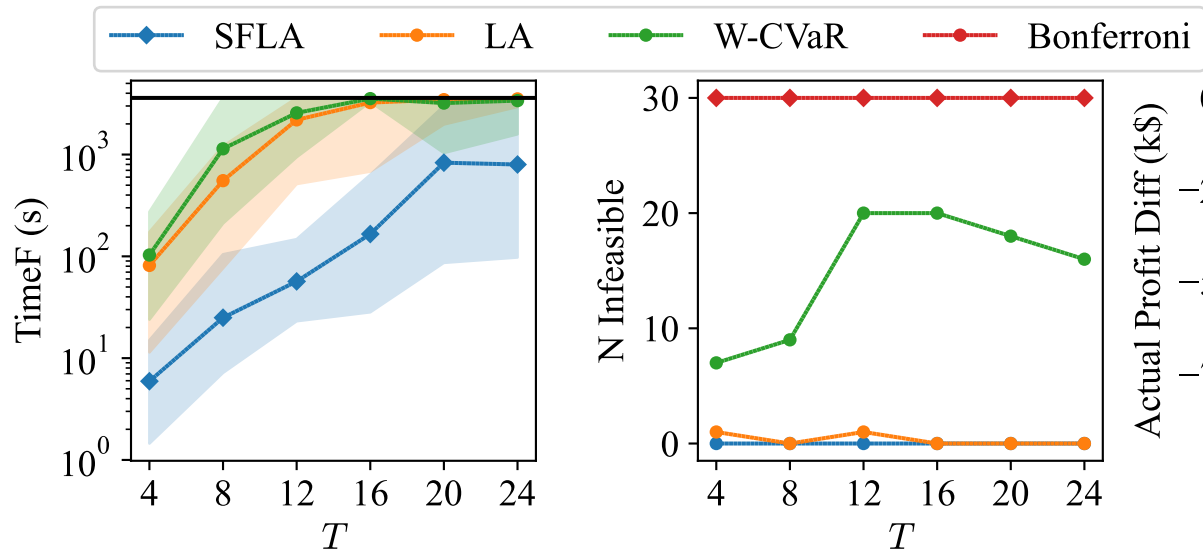 SFLA LA W-CVaR Bonferroni
TimeF (s)
10^3
10^2
10^1
10^0
4 8 12 16 20 24
T
N Infeasible
30
20
10
0
4 8 12 16 20 24
T
Actual Profit Diff (k$)